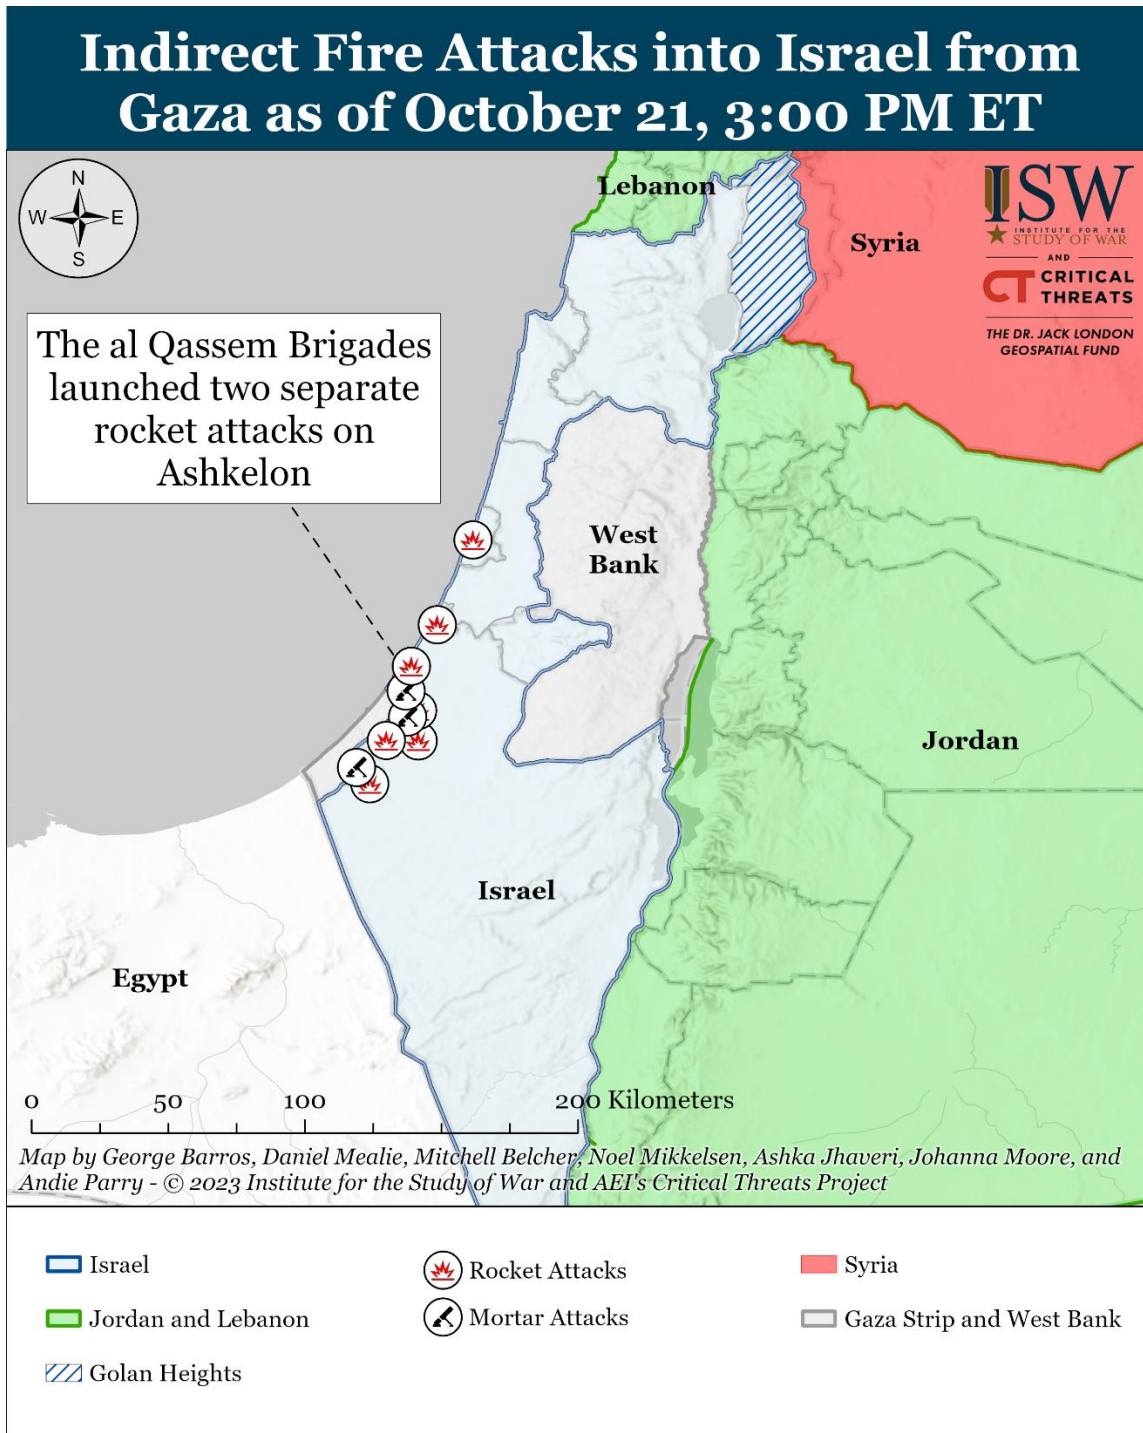 Indirect Fire Attacks into Israel from
Gaza as of October 21, 3:00 PM ET
N
W
E
S
Lebanon
Syria
ISW
INSTITUTE FOR THE
STUDY OF WAR
AND
CT CRITICAL
THREATS
THE DR. JACK LONDON
GEOSPATIAL FUND
The al Qassem Brigades
launched two separate
rocket attacks on
Ashkelon
West
Bank
Jordan
Israel
Egypt
0 50 100 200 Kilometers
Map by George Barros, Daniel Mealie, Mitchell Belcher, Noel Mikkelsen, Ashka Jhaveri, Johanna Moore, and
Andie Parry - © 2023 Institute for the Study of War and AEI's Critical Threats Project
Israel
Rocket Attacks
Syria
Jordan and Lebanon
Mortar Attacks
Gaza Strip and West Bank
Golan Heights